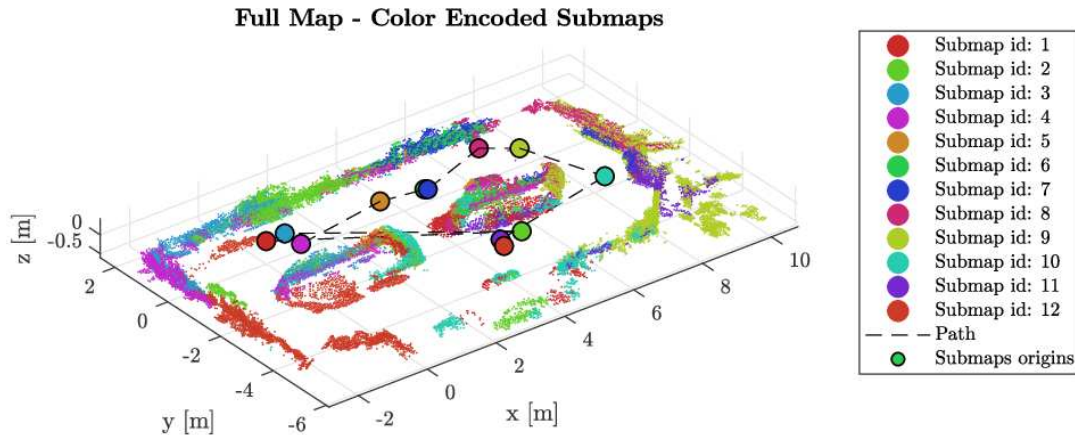 Full Map - Color Encoded Submaps
z [m]
0
-0.5
2
0
-2
-4
-6
y [m]
-2
0
2
4
6
8
10
x [m]
Submap id: 1
Submap id: 2
Submap id: 3
Submap id: 4
Submap id: 5
Submap id: 6
Submap id: 7
Submap id: 8
Submap id: 9
Submap id: 10
Submap id: 11
Submap id: 12
Path
Submaps origins